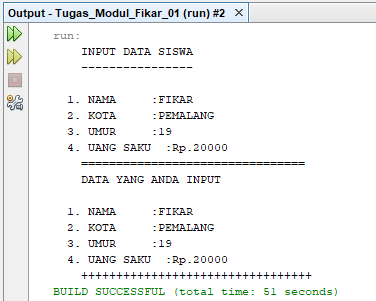 Output - Tugas_Modul_Fikar_01 (run) #2 ×
run:
INPUT DATA SISWA
----------------
1. NAMA :FIKAR
2. KOTA :PEMALANG
3. UMUR :19
4. UANG SAKU :Rp.20000
================================
DATA YANG ANDA INPUT
1. NAMA :FIKAR
2. KOTA :PEMALANG
3. UMUR :19
4. UANG SAKU :Rp.20000
+++++++++++++++++++++++++++++++++
BUILD SUCCESSFUL (total time: 51 seconds)